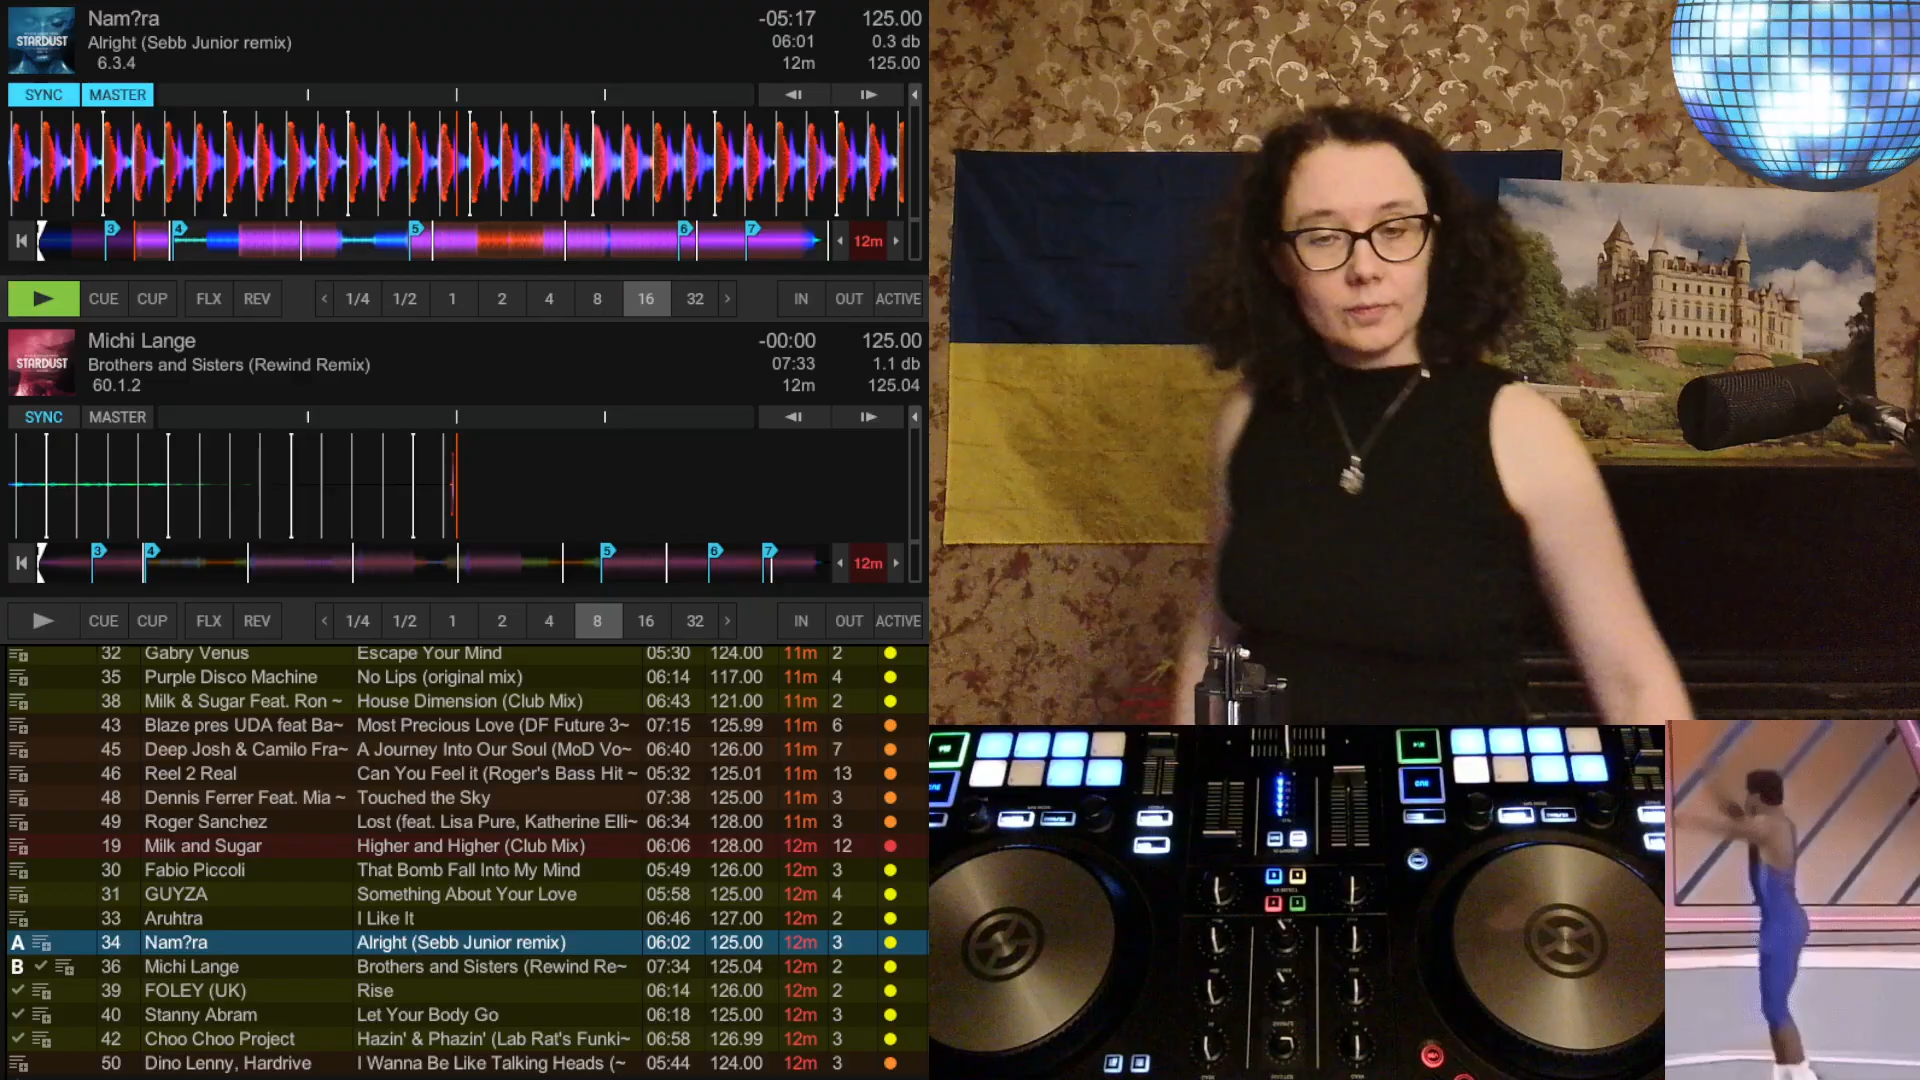 Nam?ra -05:17 125.00
STARDUST Alright (Sebb Junior remix) 06:01 0.3 db
6.3.4 12m 125.00
SYNC MASTER
3 4 5 6 7 12m
CUE CUP FLX REV 1/4 1/2 1 2 4 8 16 32 IN OUT ACTIVE
Michi Lange -00:00 125.00
STARDUST Brothers and Sisters (Rewind Remix) 07:33 1.1 db
60.1.2 12m 125.04
SYNC MASTER
3 4 5 6 7 12m
CUE CUP FLX REV 1/4 1/2 1 2 4 8 16 32 IN OUT ACTIVE
32 Gabry Venus Escape Your Mind 05:30 124.00 11m 2
35 Purple Disco Machine No Lips (original mix) 06:14 117.00 11m 4
38 Milk & Sugar Feat. Ron ~ House Dimension (Club Mix) 06:43 121.00 11m 2
43 Blaze pres UDA feat Ba~ Most Precious Love (DF Future 3~ 07:15 125.99 11m 6
45 Deep Josh & Camilo Fra~ A Journey Into Our Soul (MoD Vo~ 06:40 126.00 11m 7
46 Reel 2 Real Can You Feel it (Roger's Bass Hit ~ 05:32 125.01 11m 13
48 Dennis Ferrer Feat. Mia ~ Touched the Sky 07:38 125.00 11m 3
49 Roger Sanchez Lost (feat. Lisa Pure, Katherine Elli~ 06:34 128.00 11m 3
19 Milk and Sugar Higher and Higher (Club Mix) 06:06 128.00 12m 12
30 Fabio Piccoli That Bomb Fall Into My Mind 05:49 126.00 12m 3
31 GUYZA Something About Your Love 05:58 125.00 12m 4
33 Aruhtra I Like It 06:46 127.00 12m 2
A 34 Nam?ra Alright (Sebb Junior remix) 06:02 125.00 12m 3
B 36 Michi Lange Brothers and Sisters (Rewind Re~ 07:34 125.04 12m 2
39 FOLEY (UK) Rise 06:14 126.00 12m 2
40 Stanny Abram Let Your Body Go 06:18 125.00 12m 3
42 Choo Choo Project Hazin' & Phazin' (Lab Rat's Funki~ 06:58 126.99 12m 3
50 Dino Lenny, Hardrive I Wanna Be Like Talking Heads (~ 05:44 124.00 12m 3